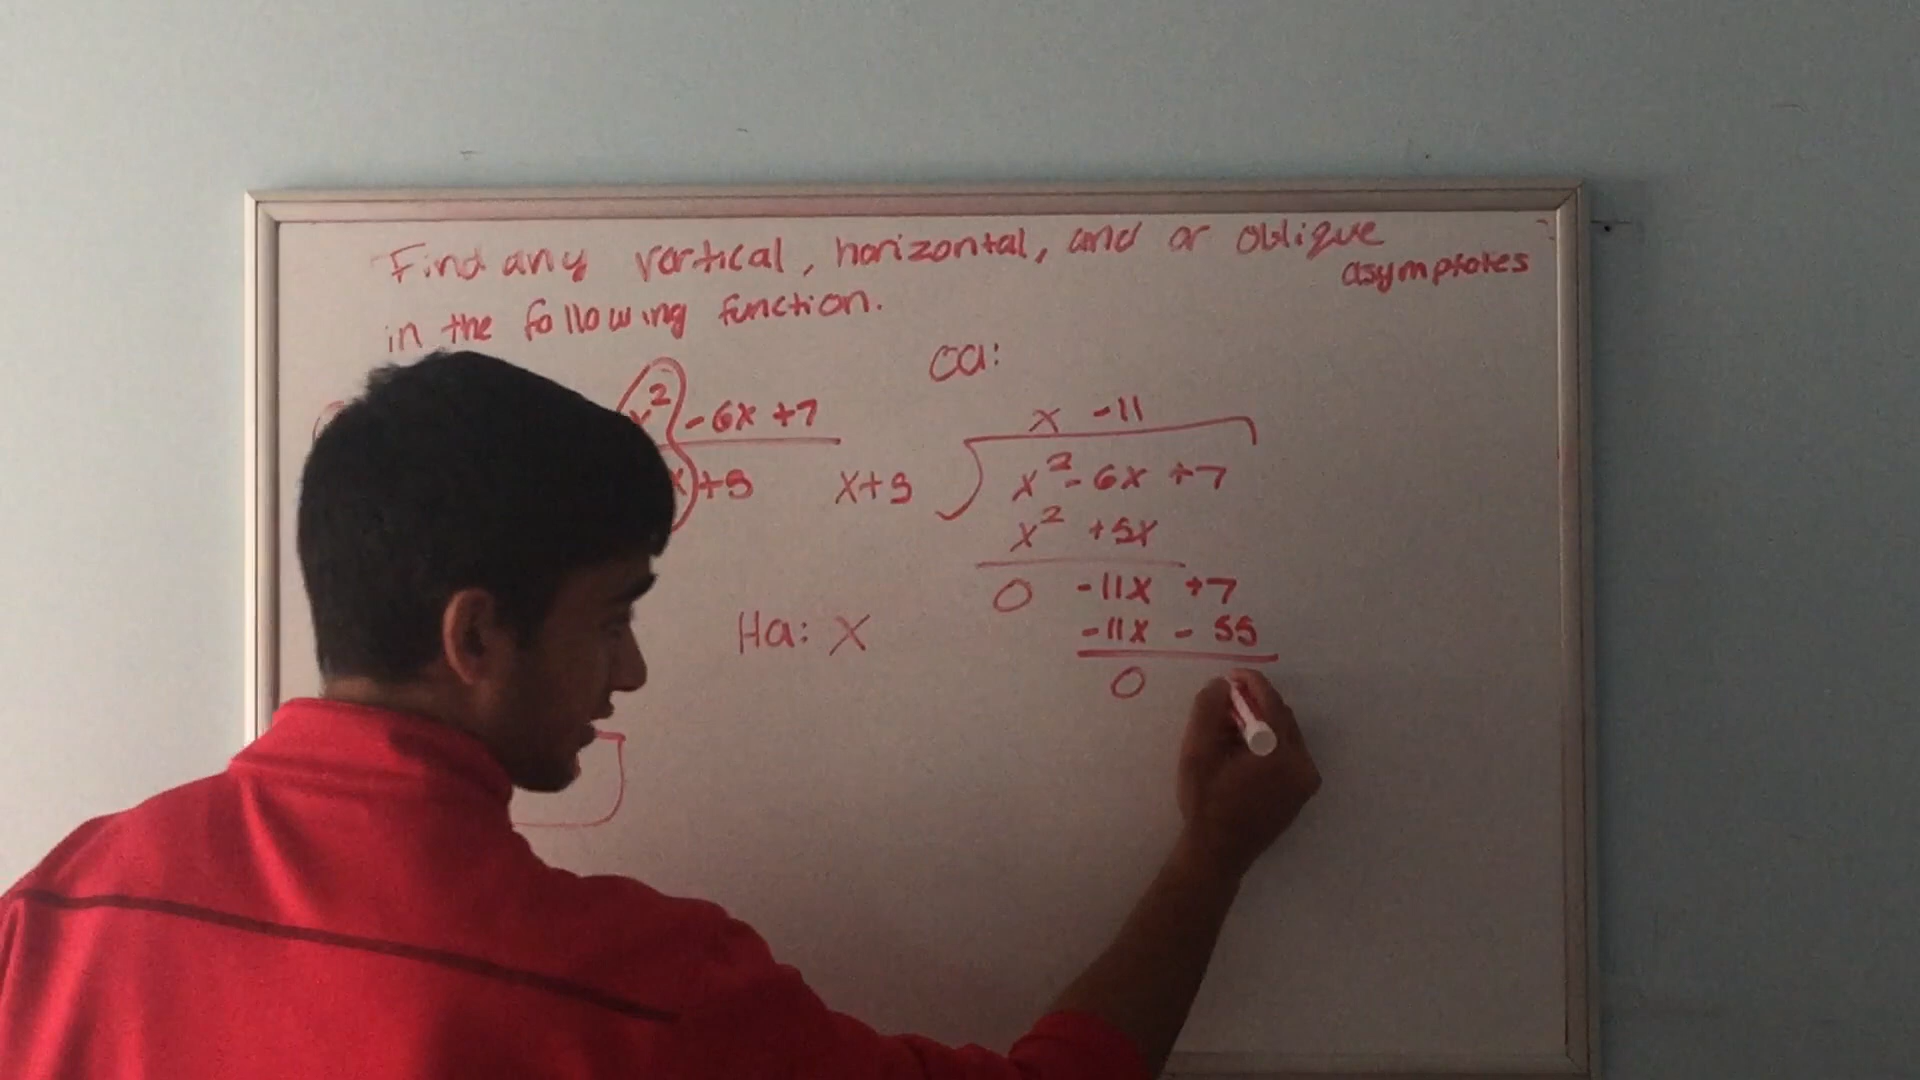 Find any vertical, horizontal, and or oblique
asymptotes
in the following function.
Oa:
x² - 6x + 7
x + 5
x - 11
x + 5 x² - 6x + 7
x² + 5x
0 -11x + 7
-11x - 55
0
Ha: X